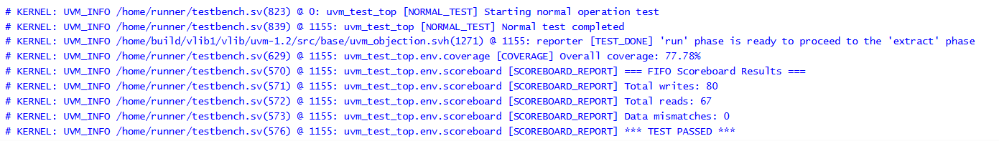 # KERNEL: UVM_INFO /home/runner/testbench.sv(823) @ 0: uvm_test_top [NORMAL_TEST] Starting normal operation test
# KERNEL: UVM_INFO /home/runner/testbench.sv(839) @ 1155: uvm_test_top [NORMAL_TEST] Normal test completed
# KERNEL: UVM_INFO /home/build/vlib1/vlib/uvm-1.2/src/base/uvm_objection.svh(1271) @ 1155: reporter [TEST_DONE] 'run' phase is ready to proceed to the 'extract' phase
# KERNEL: UVM_INFO /home/runner/testbench.sv(629) @ 1155: uvm_test_top.env.coverage [COVERAGE] Overall coverage: 77.78%
# KERNEL: UVM_INFO /home/runner/testbench.sv(570) @ 1155: uvm_test_top.env.scoreboard [SCOREBOARD_REPORT] === FIFO Scoreboard Results ===
# KERNEL: UVM_INFO /home/runner/testbench.sv(571) @ 1155: uvm_test_top.env.scoreboard [SCOREBOARD_REPORT] Total writes: 80
# KERNEL: UVM_INFO /home/runner/testbench.sv(572) @ 1155: uvm_test_top.env.scoreboard [SCOREBOARD_REPORT] Total reads: 67
# KERNEL: UVM_INFO /home/runner/testbench.sv(573) @ 1155: uvm_test_top.env.scoreboard [SCOREBOARD_REPORT] Data mismatches: 0
# KERNEL: UVM_INFO /home/runner/testbench.sv(576) @ 1155: uvm_test_top.env.scoreboard [SCOREBOARD_REPORT] *** TEST PASSED ***